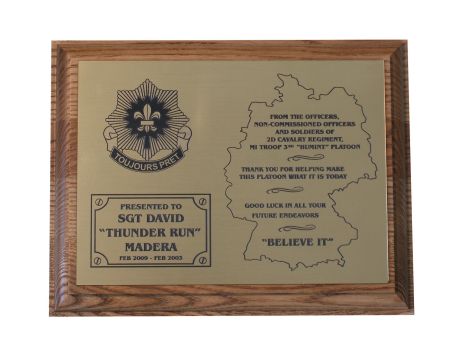 TOUJOURS PRET
PRESENTED TO
SGT DAVID
"THUNDER RUN"
MADERA
FEB 2009 - FEB 2003
FROM THE OFFICERS,
NON-COMMISSIONED OFFICERS
AND SOLDIERS OF
2D CAVALRY REGIMENT,
MI TROOP 3RD "HUMINT" PLATOON
THANK YOU FOR HELPING MAKE
THIS PLATOON WHAT IT IS TODAY
GOOD LUCK IN ALL YOUR
FUTURE ENDEAVORS
"BELIEVE IT"